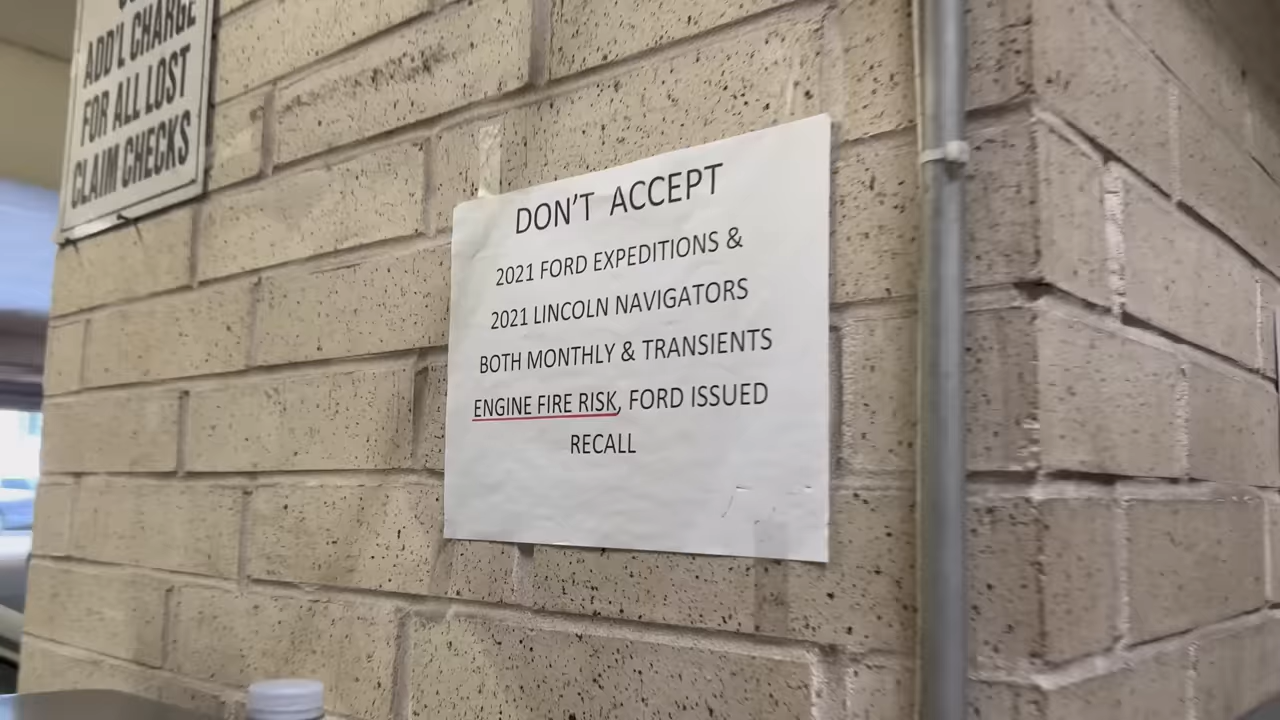 ADD'L CHARGE
FOR ALL LOST
CLAIM CHECKS
DON'T ACCEPT
2021 FORD EXPEDITIONS &
2021 LINCOLN NAVIGATORS
BOTH MONTHLY & TRANSIENTS
ENGINE FIRE RISK, FORD ISSUED
RECALL